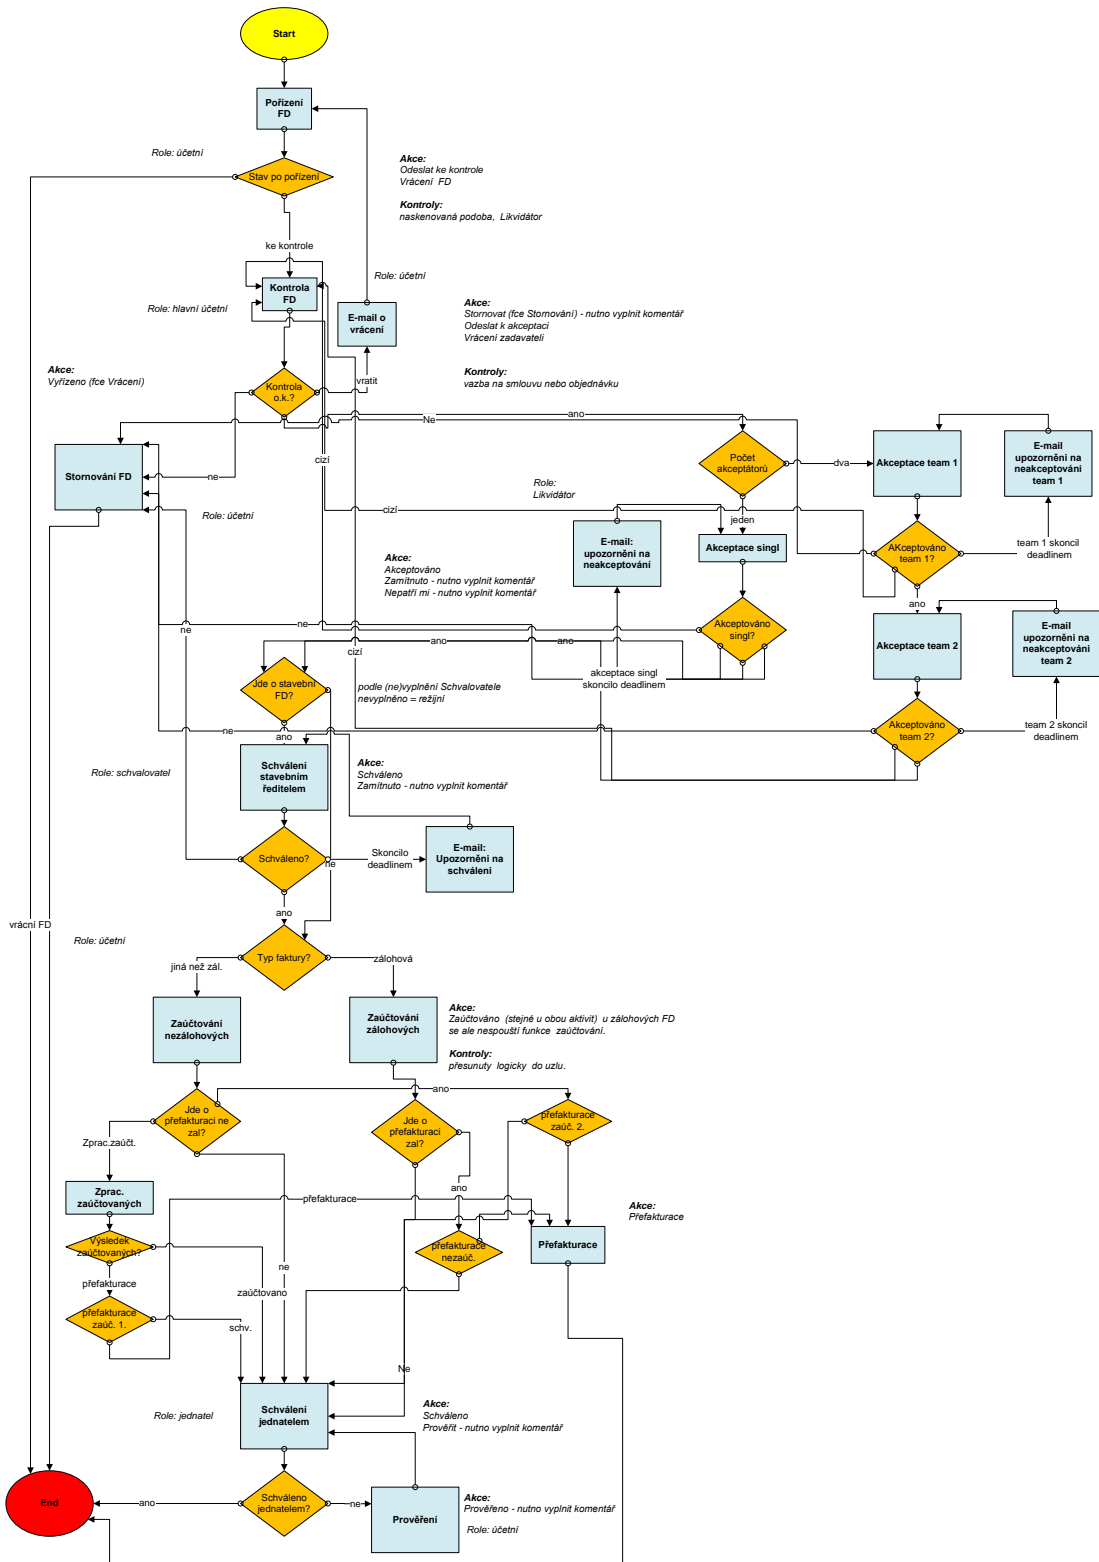 Start
Pořízení
FD
Role: účetní
Stav po pořízení
Akce:
Odeslat ke kontrole
Vrácení  FD
Kontroly:
naskenovaná podoba,  Likvidátor
ke kontrole
Role: účetní
Kontrola
FD
Role: hlavní účetní
E-mail o
vrácení
Akce:
Stornovat (fce Stornování) - nutno vyplnit komentář
Odeslat k akceptaci
Vrácení zadavateli
Kontroly:
vazba na smlouvu nebo objednávku
Akce:
Vyřízeno (fce Vrácení)
Kontrola
o.k.?
vratit
ano
Ne
Stornování FD
ne
cizí
Počet
akceptátorů
dva
Akceptace team 1
E-mail
upozorněni na
neakceptováni
team 1
Role:
Likvidátor
cizí
jeden
Role: účetní
E-mail:
upozorněni na
neakceptování
Akceptace singl
AKceptováno
team 1?
team 1 skoncil
deadlinem
Akce:
Akceptováno
Zamítnuto - nutno vyplnit komentář
Nepatří mi - nutno vyplnit komentář
ano
ne
ne
Akceptováno
singl?
Akceptace team 2
E-mail
upozorněni na
neakceptováni
team 2
ano
ano
cizí
akceptace singl
skoncilo deadlinem
Jde o stavební
FD?
podle (ne)vyplnění Schvalovatele
nevyplněno = režijní
ne
ano
Akceptováno
team 2?
team 2 skoncil
deadlinem
Schválení
stavebním
ředitelem
Role: schvalovatel
Akce:
Schváleno
Zamítnuto - nutno vyplnit komentář
Schváleno?
ne
Skoncilo
deadlinem
E-mail:
Upozorněni na
schváleni
ano
vrácní FD
Role: účetní
Typ faktury?
jiná než zál.
zálohová
Zaúčtování
nezálohových
Zaúčtování
zálohových
Akce:
Zaúčtováno  (stejné u obou aktivit)  u zálohových FD
se ale nespouští funkce  zaúčtování.
Kontroly:
přesunuty  logicky  do uzlu.
ano
Jde o
přefakturaci ne
zal?
Jde o
přefakturaci
zal?
přefakturace
zaúč. 2.
Zprac.zaúčt.
Zprac.
zaúčtovaných
ano
přefakturace
Akce:
Přefakturace
Výsledek
zaúčtovaných?
přefakturace
nezaúč.
Přefakturace
ne
přefakturace
zaúčtovano
přefakturace
zaúč. 1.
schv.
Ne
Schválení
jednatelem
Role: jednatel
Akce:
Schváleno
Prověřit - nutno vyplnit komentář
End
ano
Schváleno
jednatelem?
ne
Prověření
Akce:
Prověřeno - nutno vyplnit komentář
Role: účetní